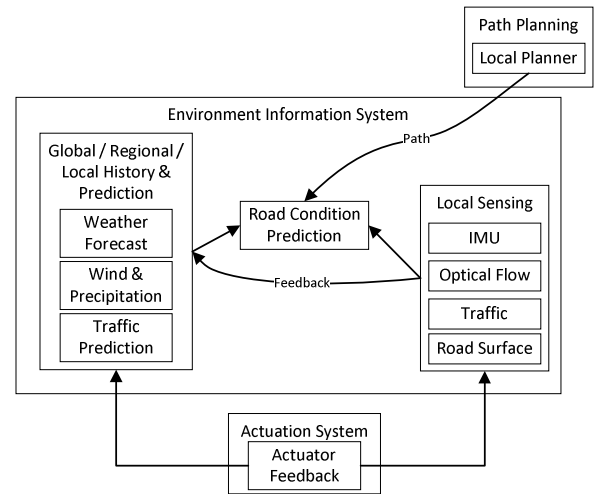 Path Planning
Local Planner
Environment Information System
Path
Global / Regional /
Local History &
Prediction
Weather
Forecast
Wind &
Precipitation
Traffic
Prediction
Road Condition
Prediction
Feedback
Local Sensing
IMU
Optical Flow
Traffic
Road Surface
Actuation System
Actuator
Feedback